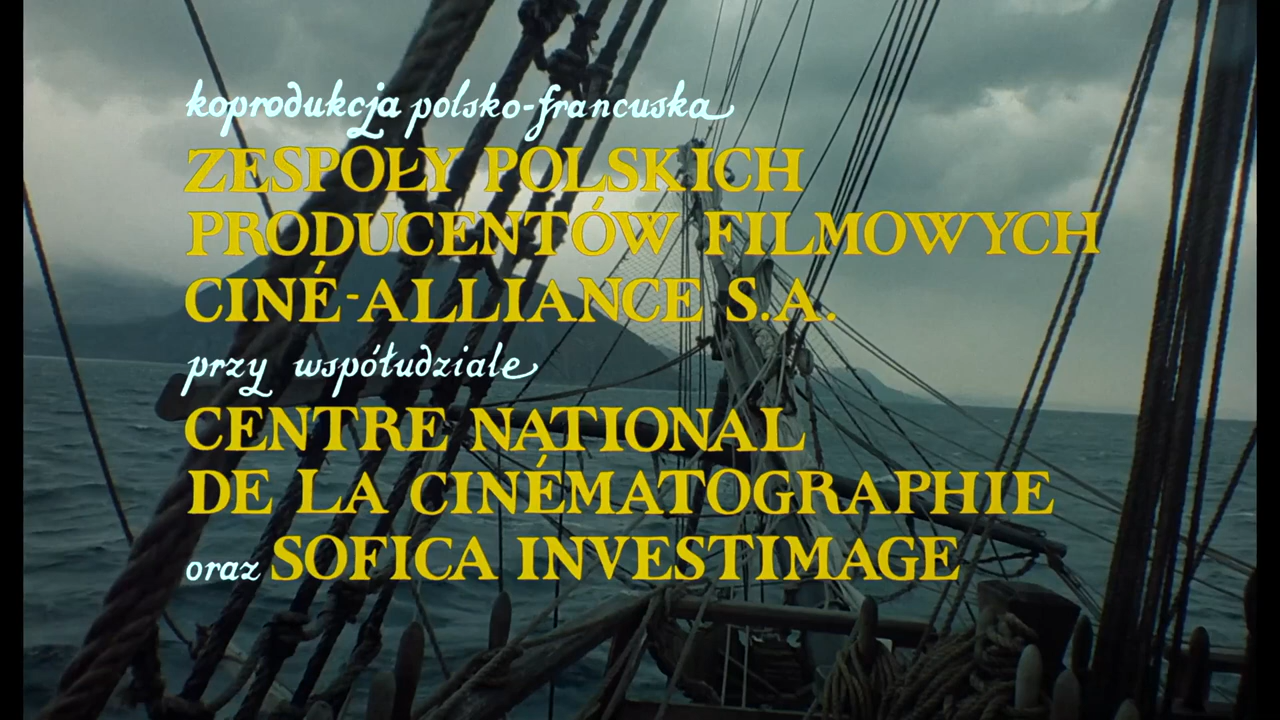 koprodukcja polsko-francuska
ZESPOŁY POLSKICH
PRODUCENTÓW FILMOWYCH
CINÉ-ALLIANCE S.A.
przy współudziale
CENTRE NATIONAL
DE LA CINÉMATOGRAPHIE
oraz SOFICA INVESTIMAGE